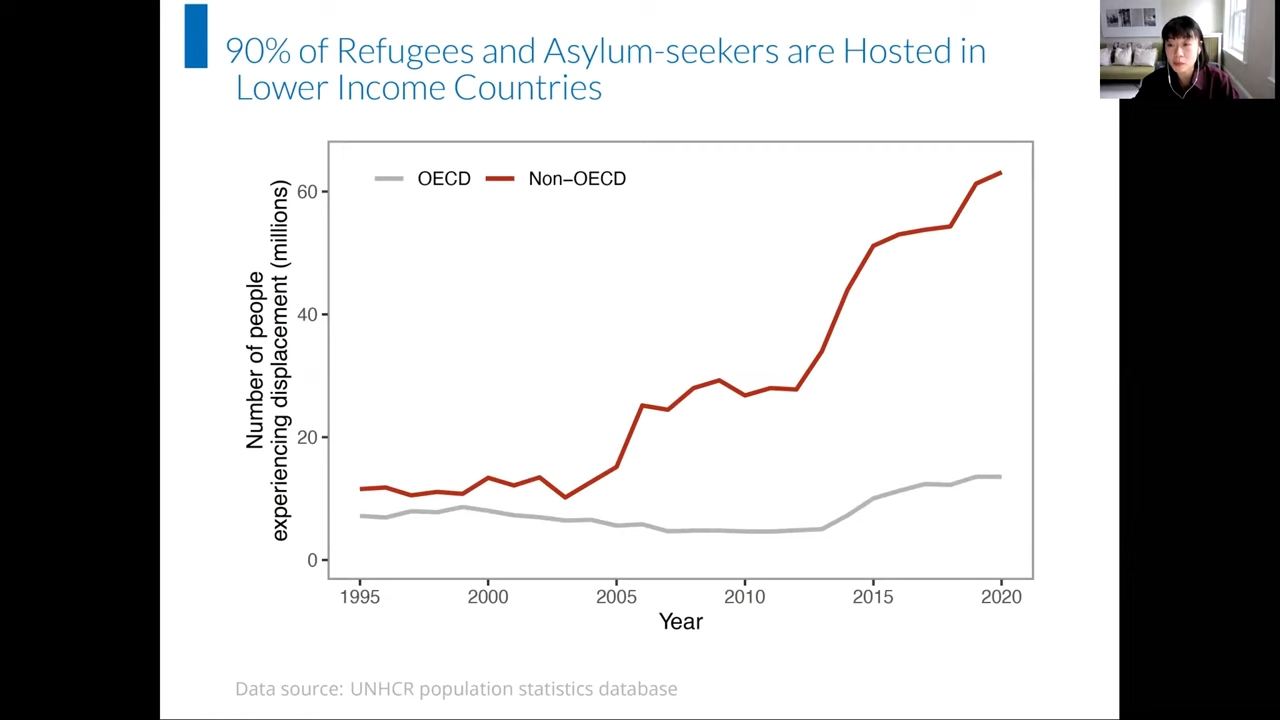 90% of Refugees and Asylum-seekers are Hosted in
Lower Income Countries
OECD Non−OECD
Number of people
experiencing displacement (millions)
60
40
20
0
1995 2000 2005 2010 2015 2020
Year
Data source: UNHCR population statistics database